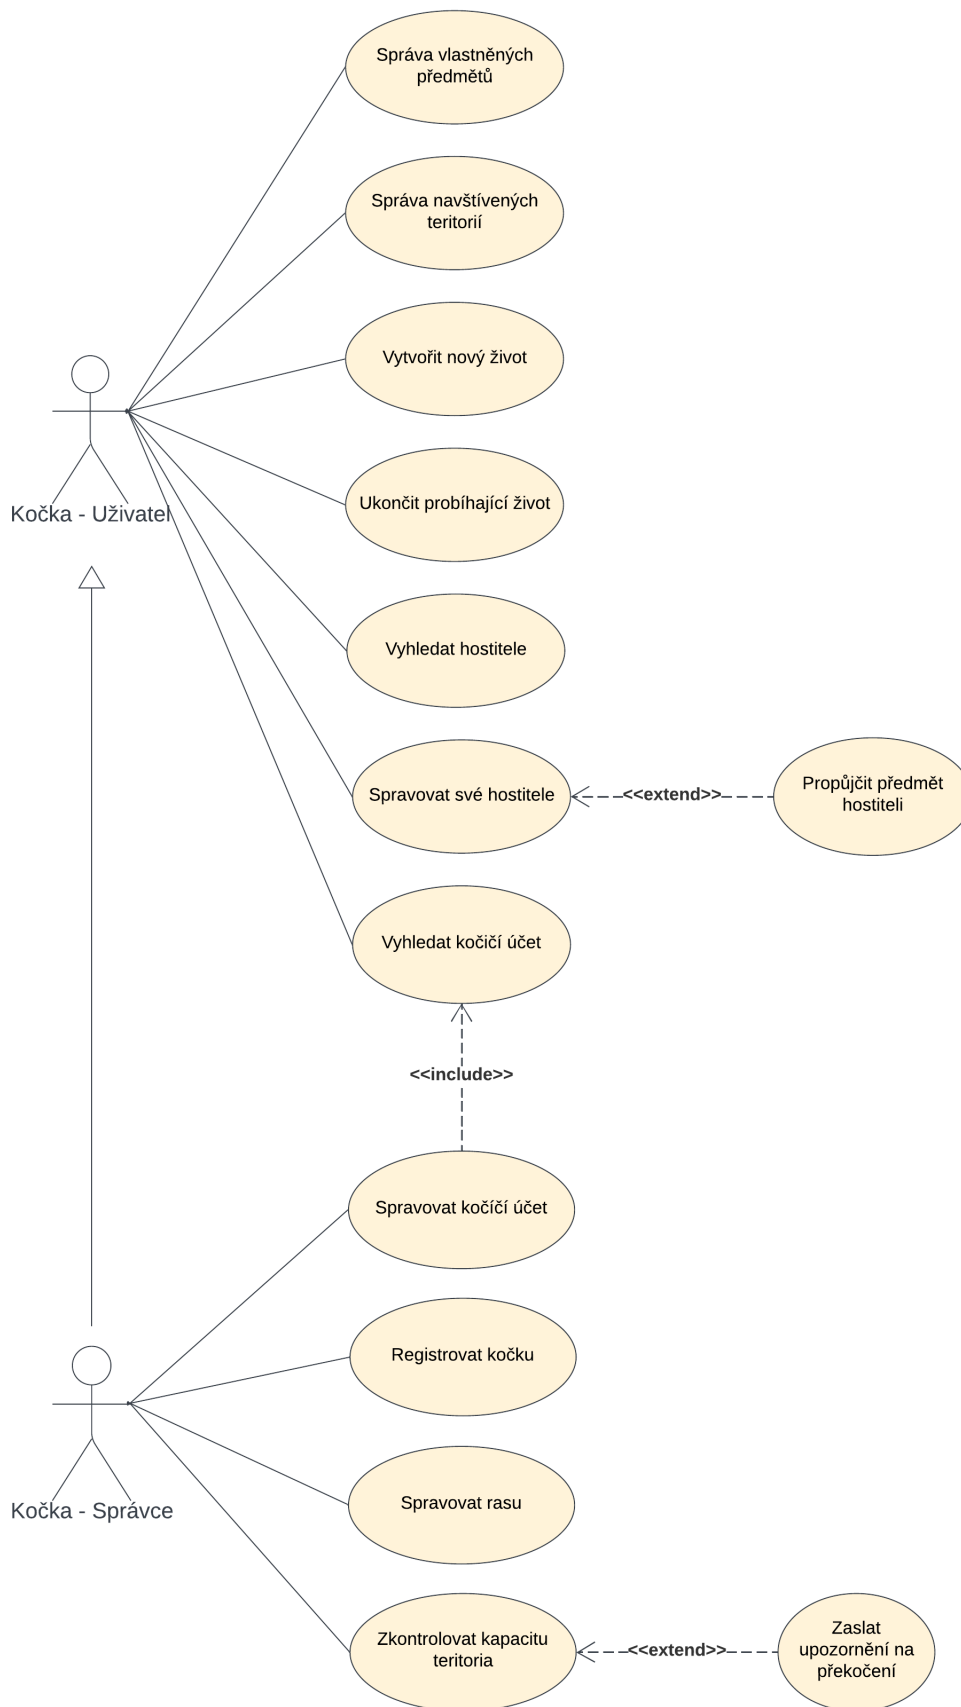 Správa vlastněných
předmětů
Správa navštívených
teritorií
Vytvořit nový život
Kočka - Uživatel
Ukončit probíhající život
Vyhledat hostitele
Spravovat své hostitele
<<extend>>
Propůjčit předmět
hostiteli
Vyhledat kočičí účet
<<include>>
Spravovat kočíčí účet
Registrovat kočku
Kočka - Správce
Spravovat rasu
Zkontrolovat kapacitu
teritoria
<<extend>>
Zaslat
upozornění na
překočení